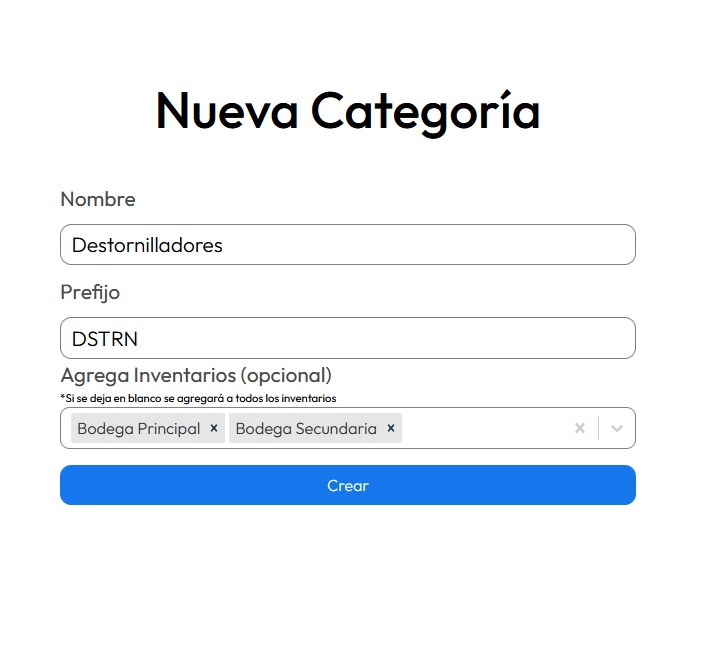 Nueva Categoría
Nombre
Destornilladores
Prefijo
DSTRN
Agrega Inventarios (opcional)
*Si se deja en blanco se agregará a todos los inventarios
Bodega Principal × Bodega Secundaria ×
Crear